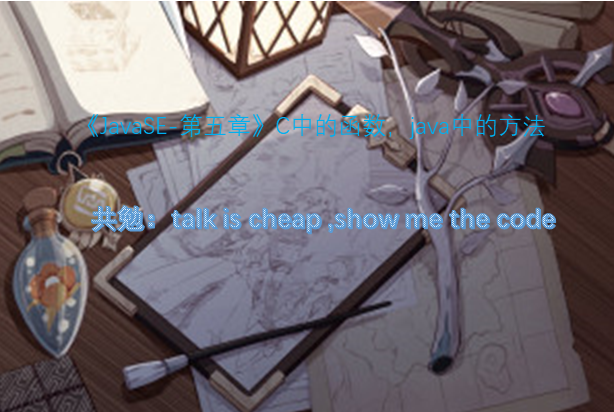 《JavaSL-第五章》C中的函数，java中的方法
共勉：talk is cheap ,show me the code